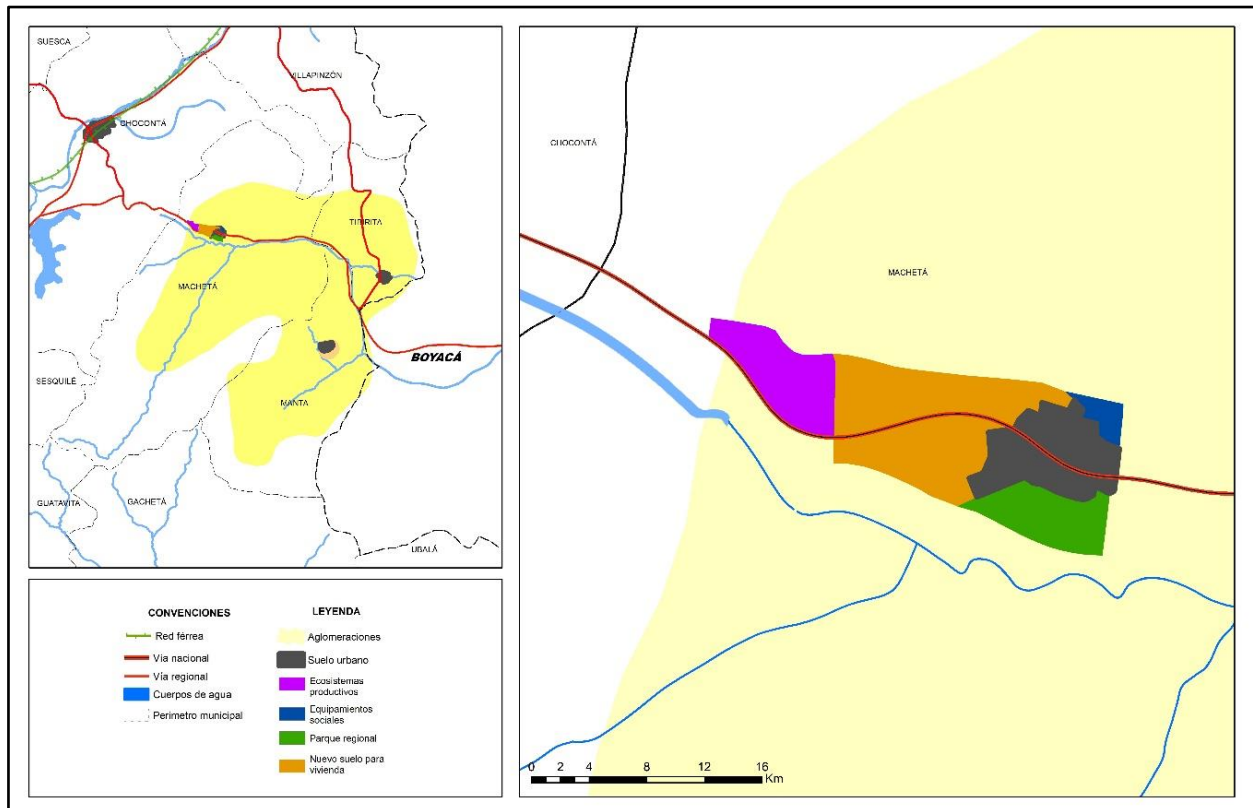 SUESCA
VILLAPINZÓN
CHOCONTÁ
TIBIRITA
MACHETÁ
BOYACÁ
SESQUILÉ
MANTA
GUATAVITA
GACHETÁ
UBALÁ
CONVENCIONES
Red férrea
Vía nacional
Vía regional
Cuerpos de agua
Perimetro municipal
LEYENDA
Aglomeraciones
Suelo urbano
Ecosistemas
productivos
Equipamientos
sociales
Parque regional
Nuevo suelo para
vivienda
CHOCONTÁ
MACHETÁ
0 2 4 8 12 16
Km